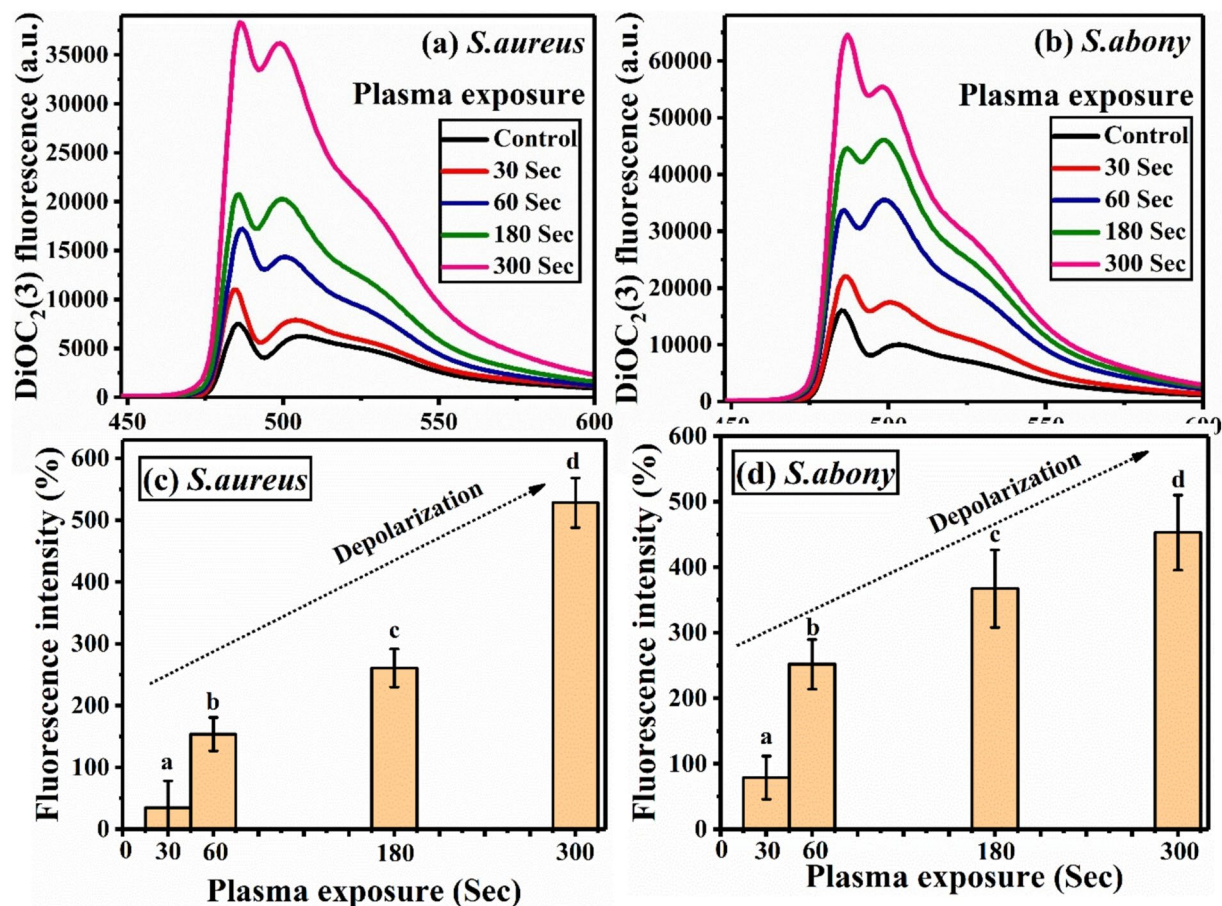 (a) S.aureus
Plasma exposure
Control
30 Sec
60 Sec
180 Sec
300 Sec
DiOC₂(3) fluorescence (a.u.)
35000
30000
25000
20000
15000
10000
5000
0
450 500 550 600
(b) S.abony
Plasma exposure
Control
30 Sec
60 Sec
180 Sec
300 Sec
DiOC₂(3) fluorescence (a.u.)
60000
50000
40000
30000
20000
10000
0
450 500 550 600
(c) S.aureus
Depolarization
a
b
c
d
Fluorescence intensity (%)
600
500
400
300
200
100
0
0 30 60 180 300
Plasma exposure (Sec)
(d) S.abony
Depolarization
a
b
c
d
Fluorescence intensity (%)
600
500
400
300
200
100
0
0 30 60 180 300
Plasma exposure (Sec)